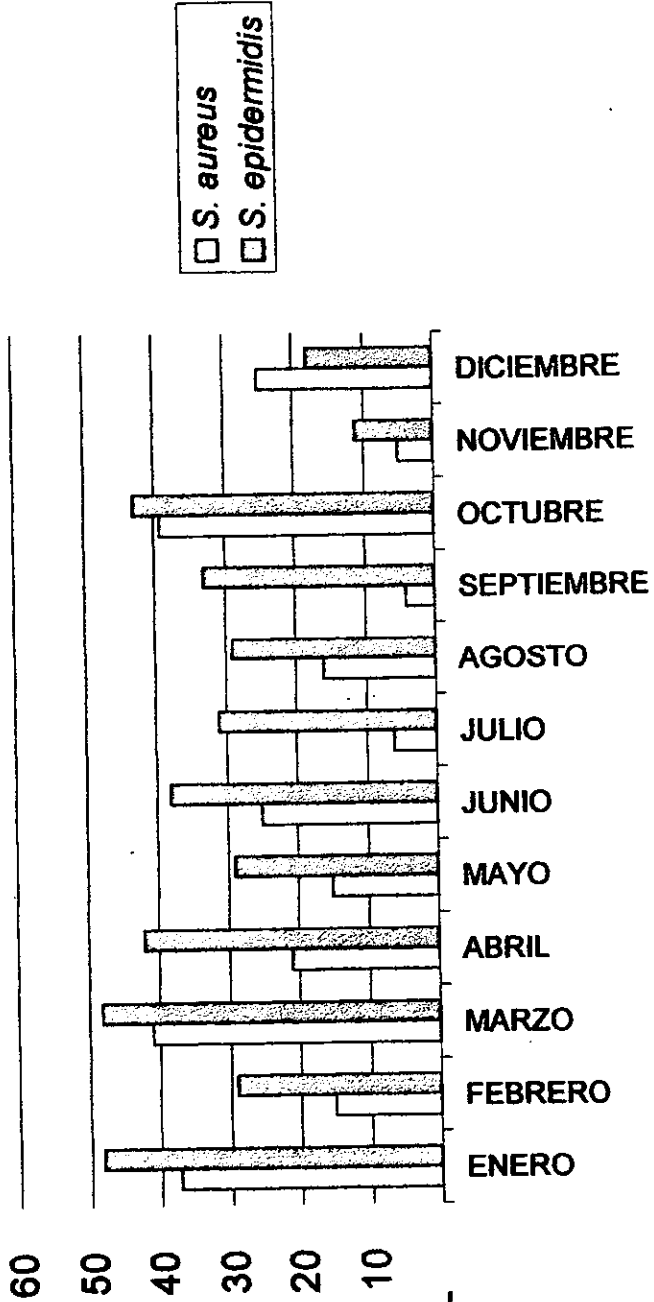 S. aureus
S. epidermidis
60
50
40
30
20
10
ENERO
FEBRERO
MARZO
ABRIL
MAYO
JUNIO
JULIO
AGOSTO
SEPTIEMBRE
OCTUBRE
NOVIEMBRE
DICIEMBRE